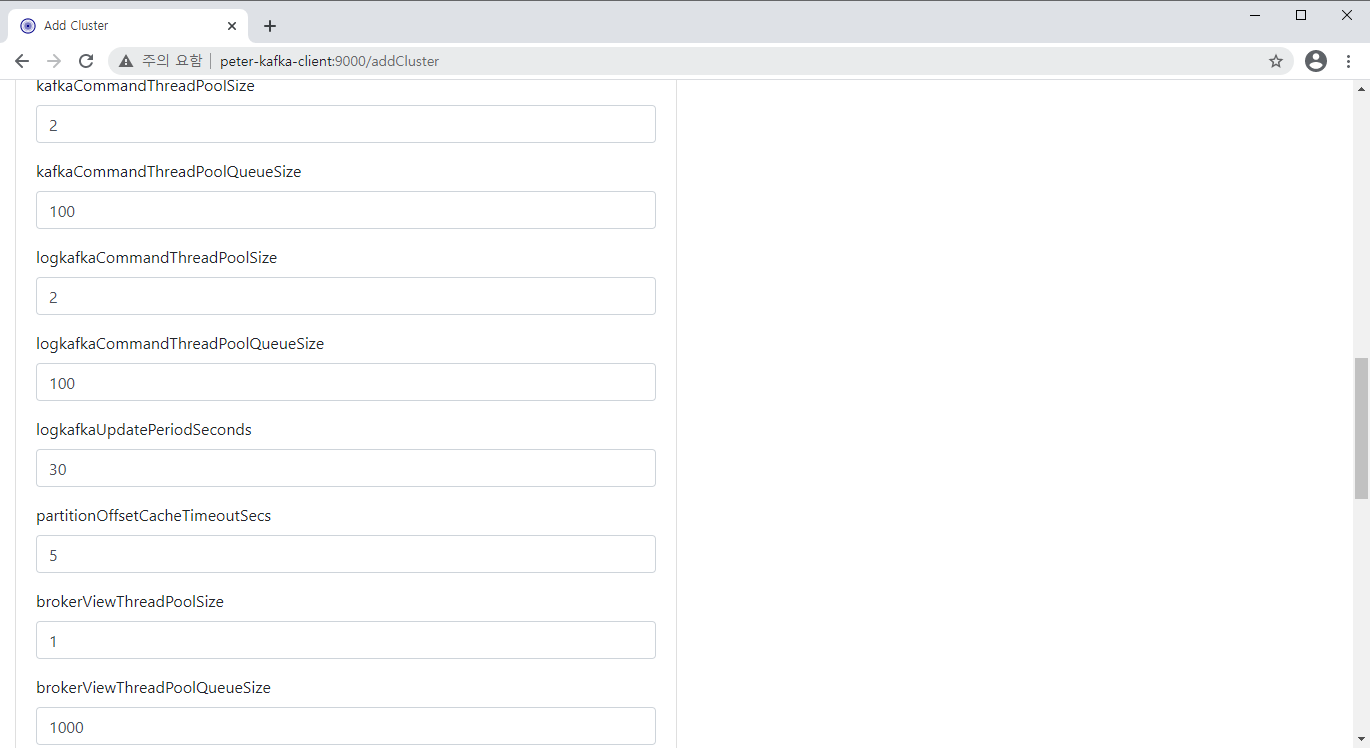 Add Cluster
주의 요함
peter-kafka-client:9000/addCluster
kafkaCommandThreadPoolSize
2
kafkaCommandThreadPoolQueueSize
100
logkafkaCommandThreadPoolSize
2
logkafkaCommandThreadPoolQueueSize
100
logkafkaUpdatePeriodSeconds
30
partitionOffsetCacheTimeoutSecs
5
brokerViewThreadPoolSize
1
brokerViewThreadPoolQueueSize
1000